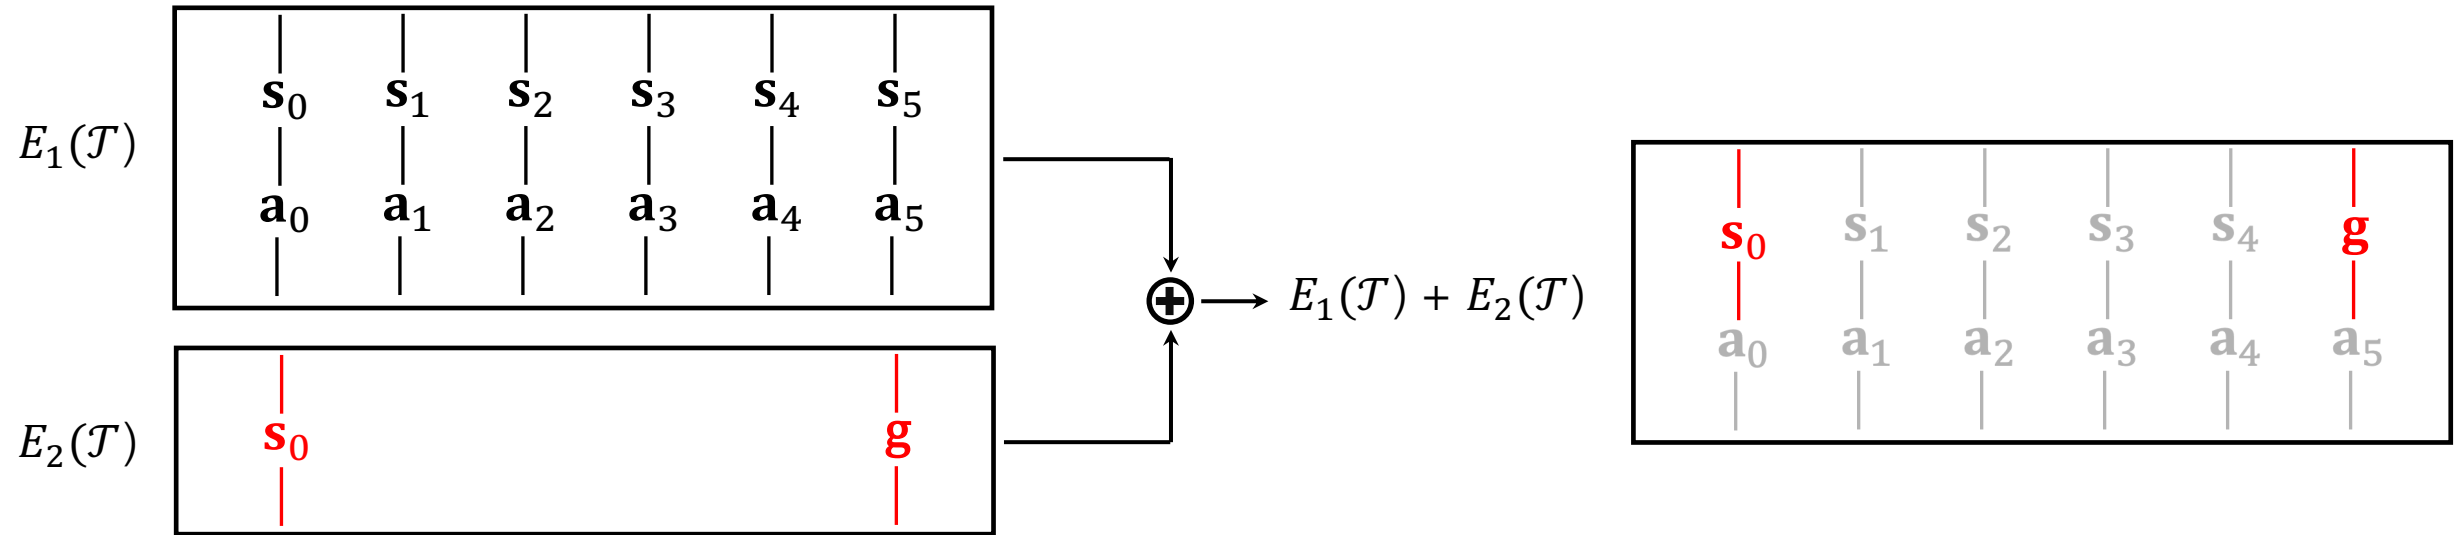 E₁(𝒯)
s₀ s₁ s₂ s₃ s₄ s₅
a₀ a₁ a₂ a₃ a₄ a₅
E₂(𝒯)
s₀ g
E₁(𝒯) + E₂(𝒯)
s₀ s₁ s₂ s₃ s₄ g
a₀ a₁ a₂ a₃ a₄ a₅